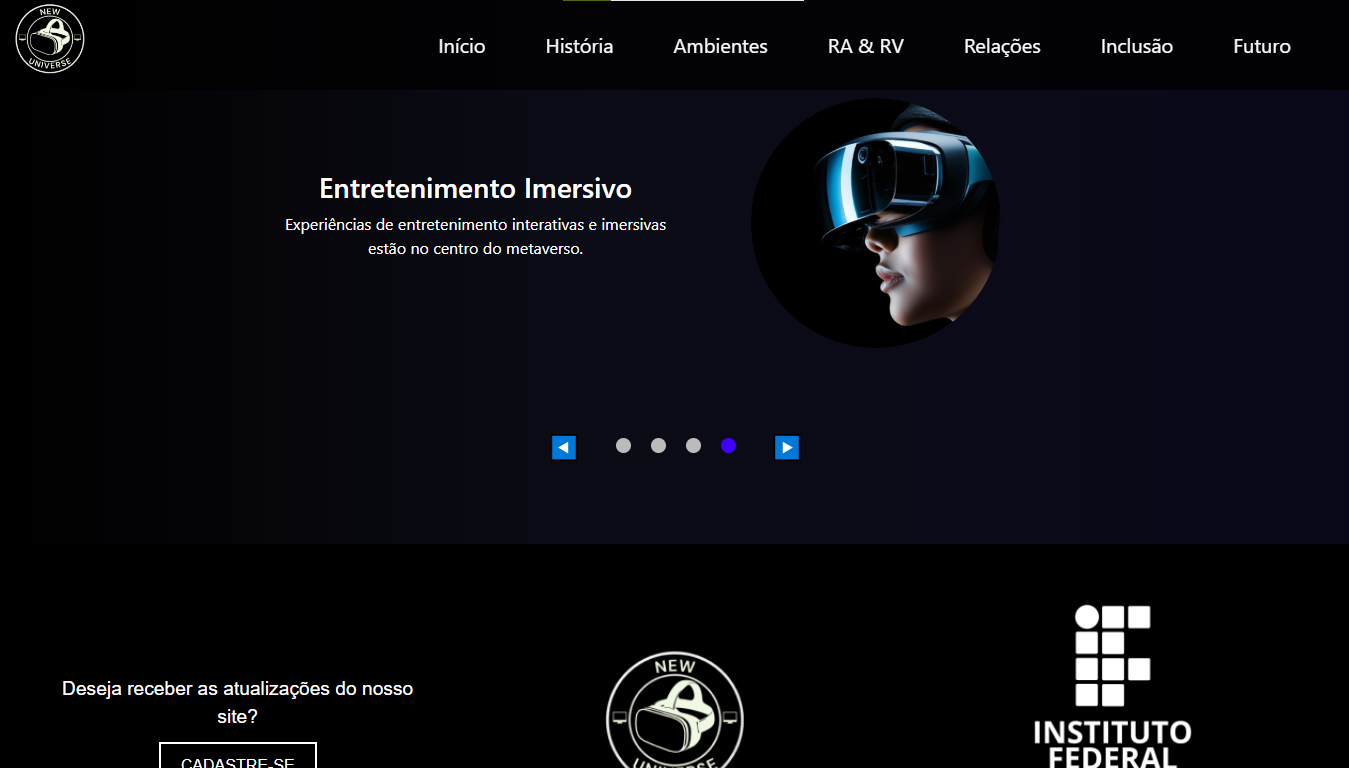 NEW
UNIVERSE
Início
História
Ambientes
RA & RV
Relações
Inclusão
Futuro
Entretenimento Imersivo
Experiências de entretenimento interativas e imersivas
estão no centro do metaverso.
Deseja receber as atualizações do nosso
site?
CADASTRE-SE
NEW
UNIVERSE
INSTITUTO
FEDERAL